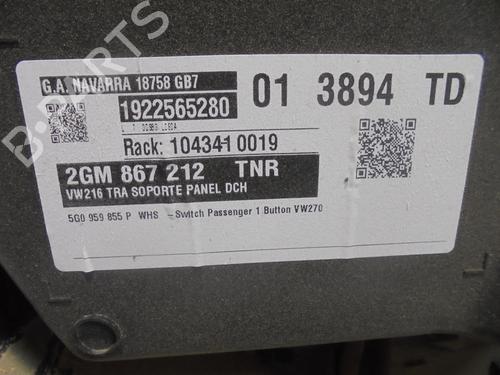 G.A. NAVARRA 18758 GB7
1922565280
01 3894 TD
Rack: 104341 0019
2GM 867 212 TNR
VW216 TRA SOPORTE PANEL DCH
5G0 959 855 P WHS -Switch Passenger 1 Button VW270
B-PARTS